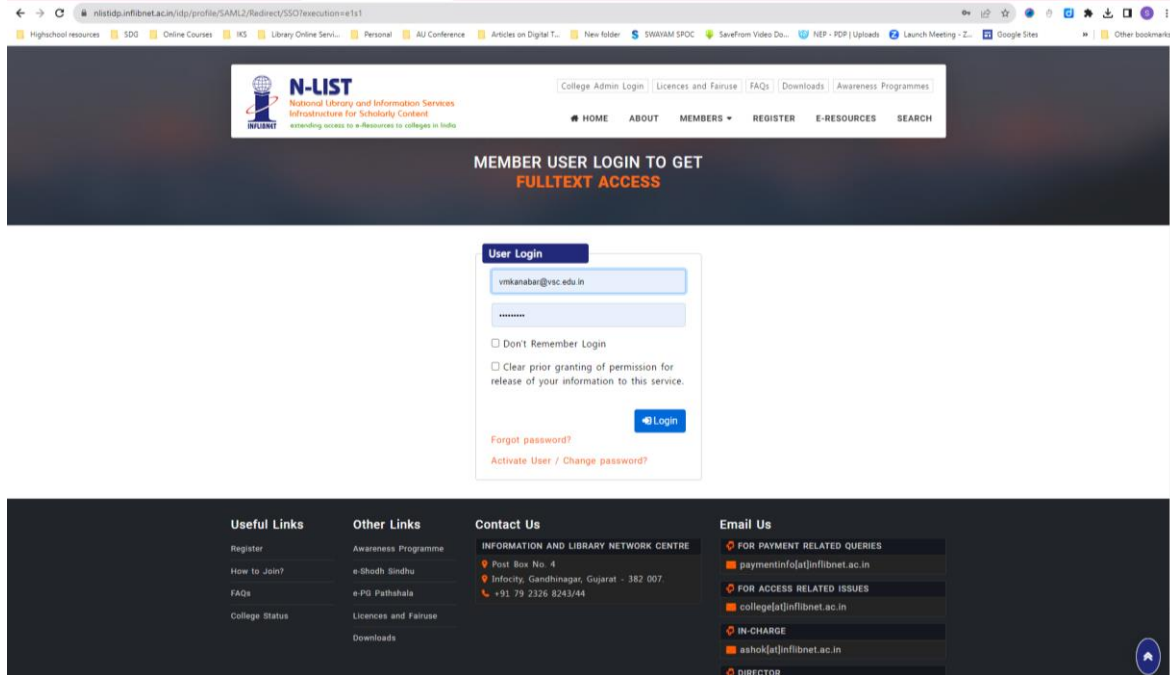 nlistidp.inflibnet.ac.in/idp/profile/SAML2/Redirect/SSO?execution=e1s1
Highschool resources SDG Online Courses IKS Library Online Servi... Personal AU Conference Articles on Digital T... New folder SWAYAM SPOC SaveFrom Video Do... NEP - PDP | Uploads Launch Meeting - Z... Google Sites » Other bookmarks
N-LIST
National Library and Information Services
Infrastructure for Scholarly Content
extending access to e-Resources to colleges in India
INFLIBNET
College Admin Login Licences and Fairuse FAQs Downloads Awareness Programmes
HOME ABOUT MEMBERS REGISTER E-RESOURCES SEARCH
MEMBER USER LOGIN TO GET
FULLTEXT ACCESS
User Login
vmkanabar@vsc.edu.in
•••••••••
Don't Remember Login
Clear prior granting of permission for
release of your information to this service.
Login
Forgot password?
Activate User / Change password?
Useful Links
Register
How to Join?
FAQs
College Status
Other Links
Awareness Programme
e-Shodh Sindhu
e-PG Pathshala
Licences and Fairuse
Downloads
Contact Us
INFORMATION AND LIBRARY NETWORK CENTRE
Post Box No. 4
Infocity, Gandhinagar, Gujarat - 382 007.
+91 79 2326 8243/44
Email Us
FOR PAYMENT RELATED QUERIES
paymentinfo[at]inflibnet.ac.in
FOR ACCESS RELATED ISSUES
college[at]inflibnet.ac.in
IN-CHARGE
ashok[at]inflibnet.ac.in
DIRECTOR